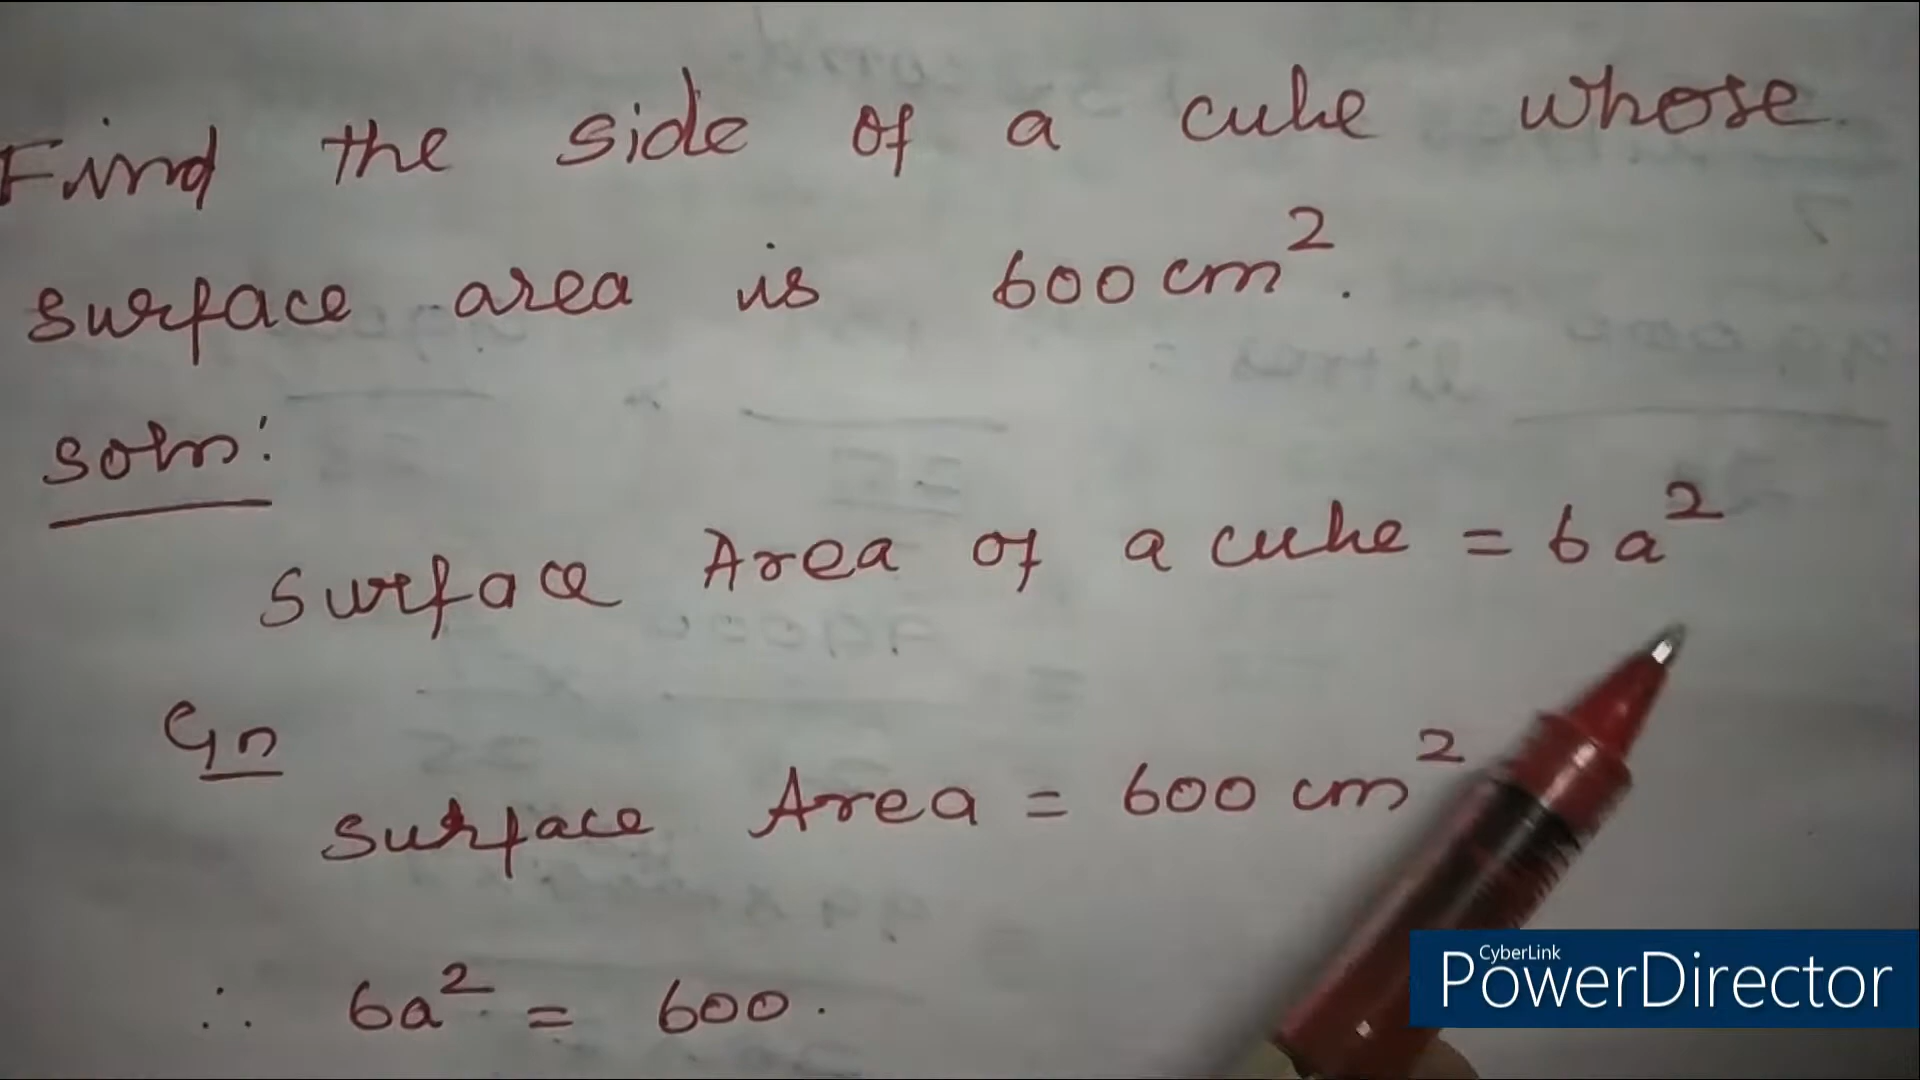 Find the side of a cube whose
surface area is 600 cm².
Soln:
Surface Area of a cube = 6a²
Gn
Surface Area = 600 cm²
∴ 6a² = 600.
CyberLink
PowerDirector